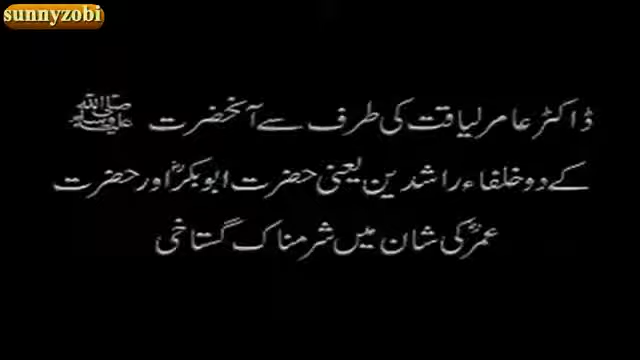 sunnyzobi
ڈاکٹر عامر لیاقت کی طرف سے آنحضرت ﷺ
کے دو خلفاء راشدین یعنی حضرت ابوبکرؓ اور حضرت
عمرؓ کی شان میں شرمناک گستاخی